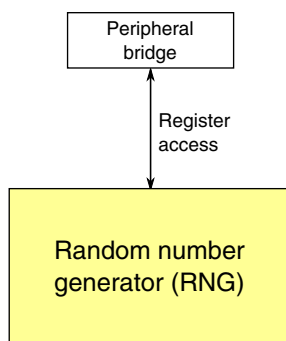 Peripheral
bridge
Register
access
Random number
generator (RNG)